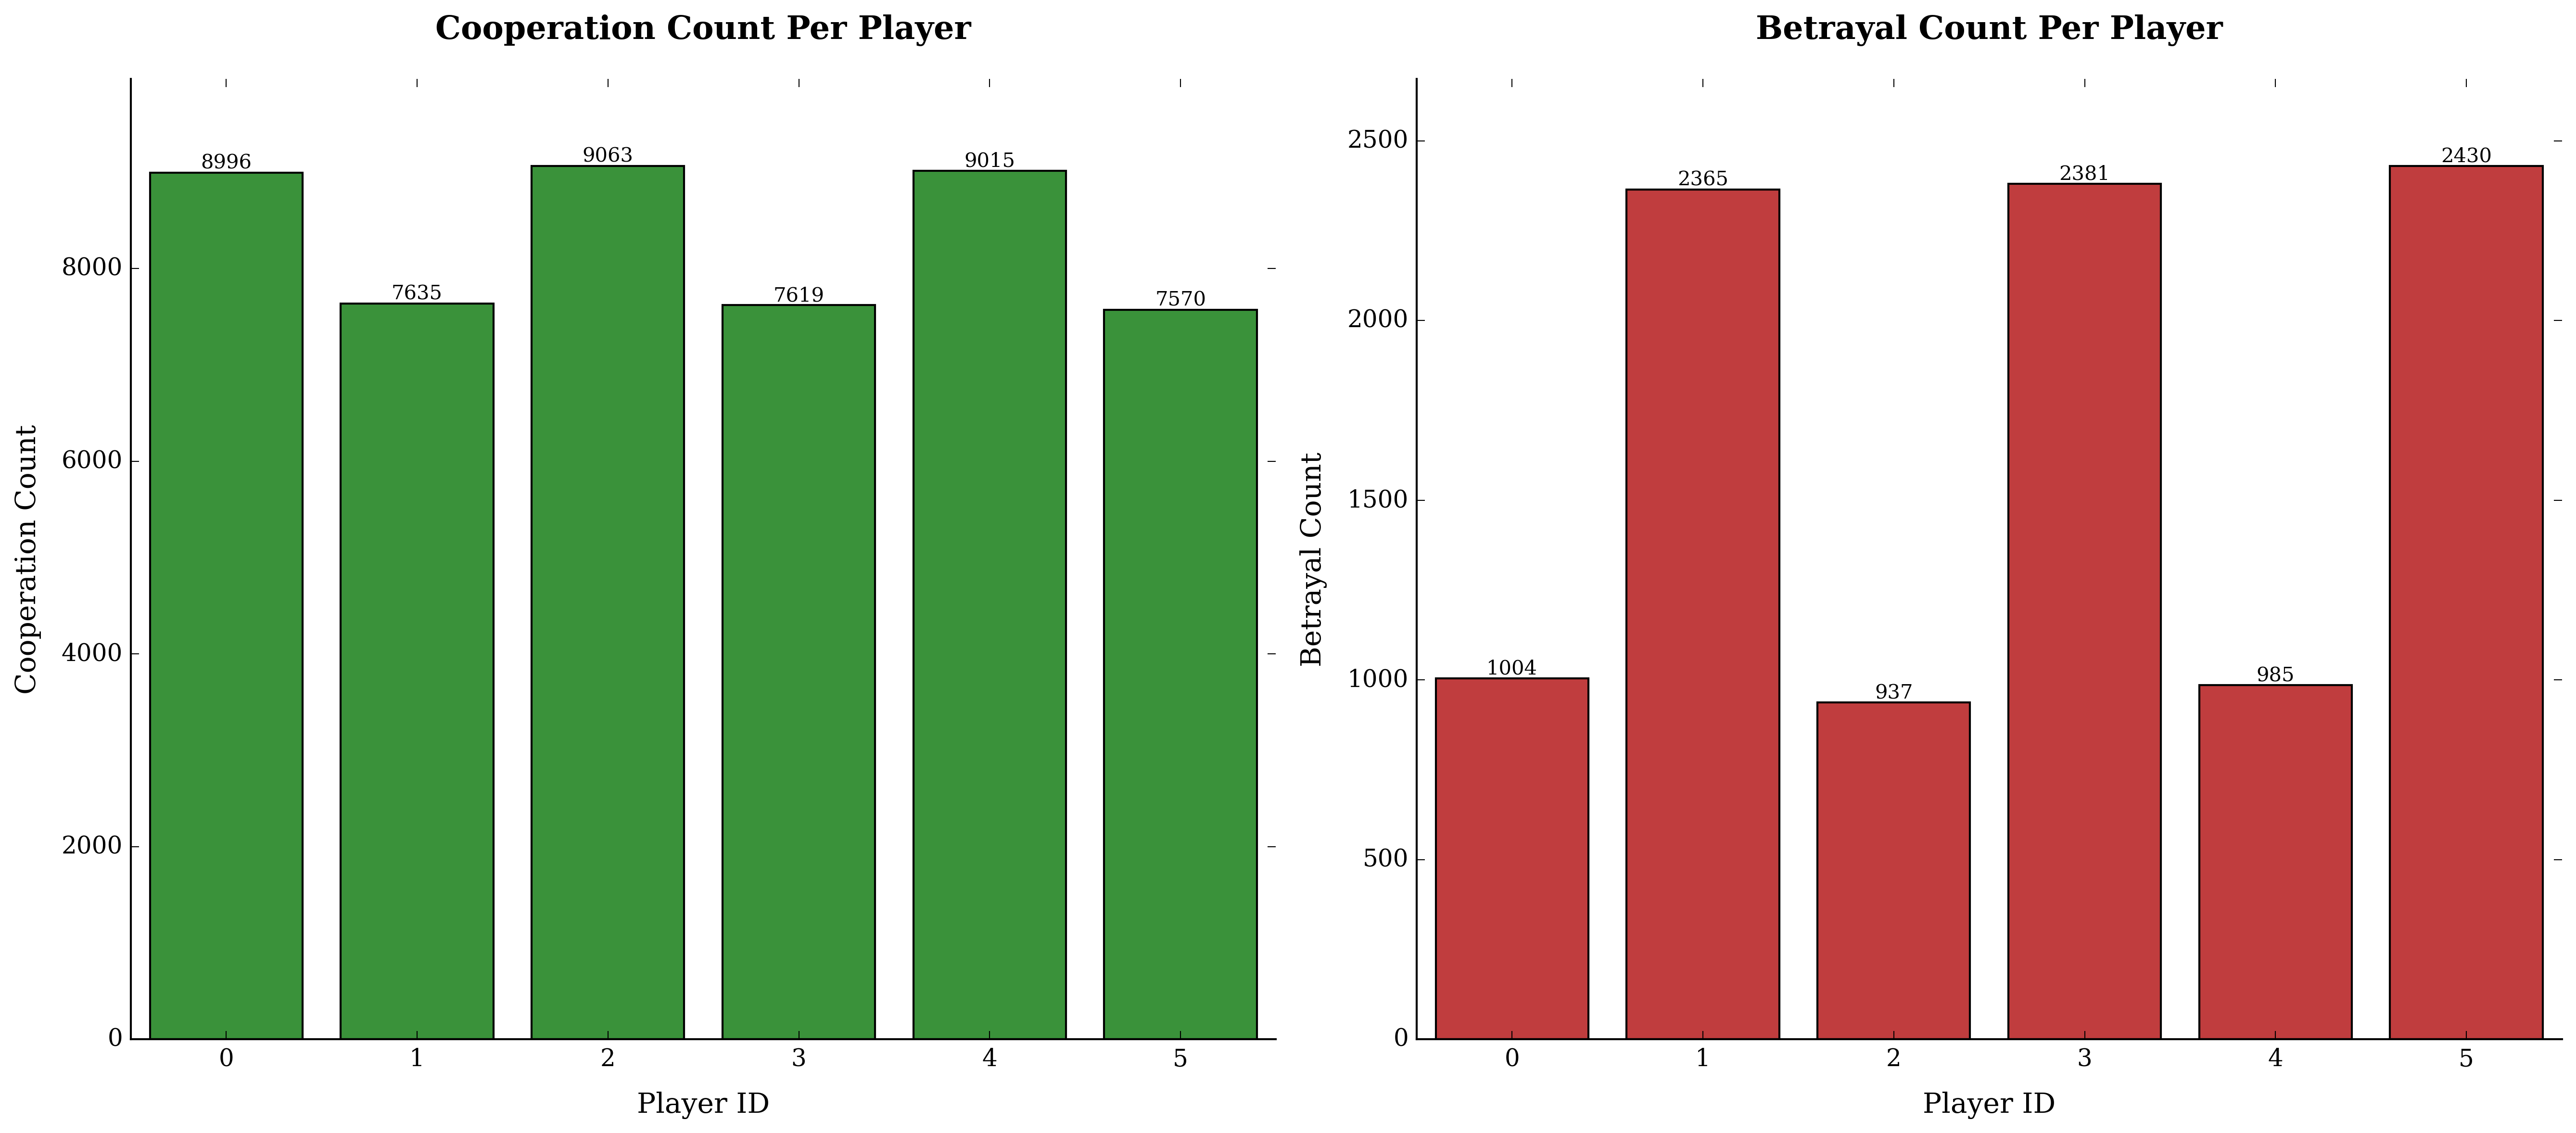 Cooperation Count Per Player
Cooperation Count
8000
6000
4000
2000
0
8996
7635
9063
7619
9015
7570
0 1 2 3 4 5
Player ID
Betrayal Count Per Player
Betrayal Count
2500
2000
1500
1000
500
0
1004
2365
937
2381
985
2430
0 1 2 3 4 5
Player ID